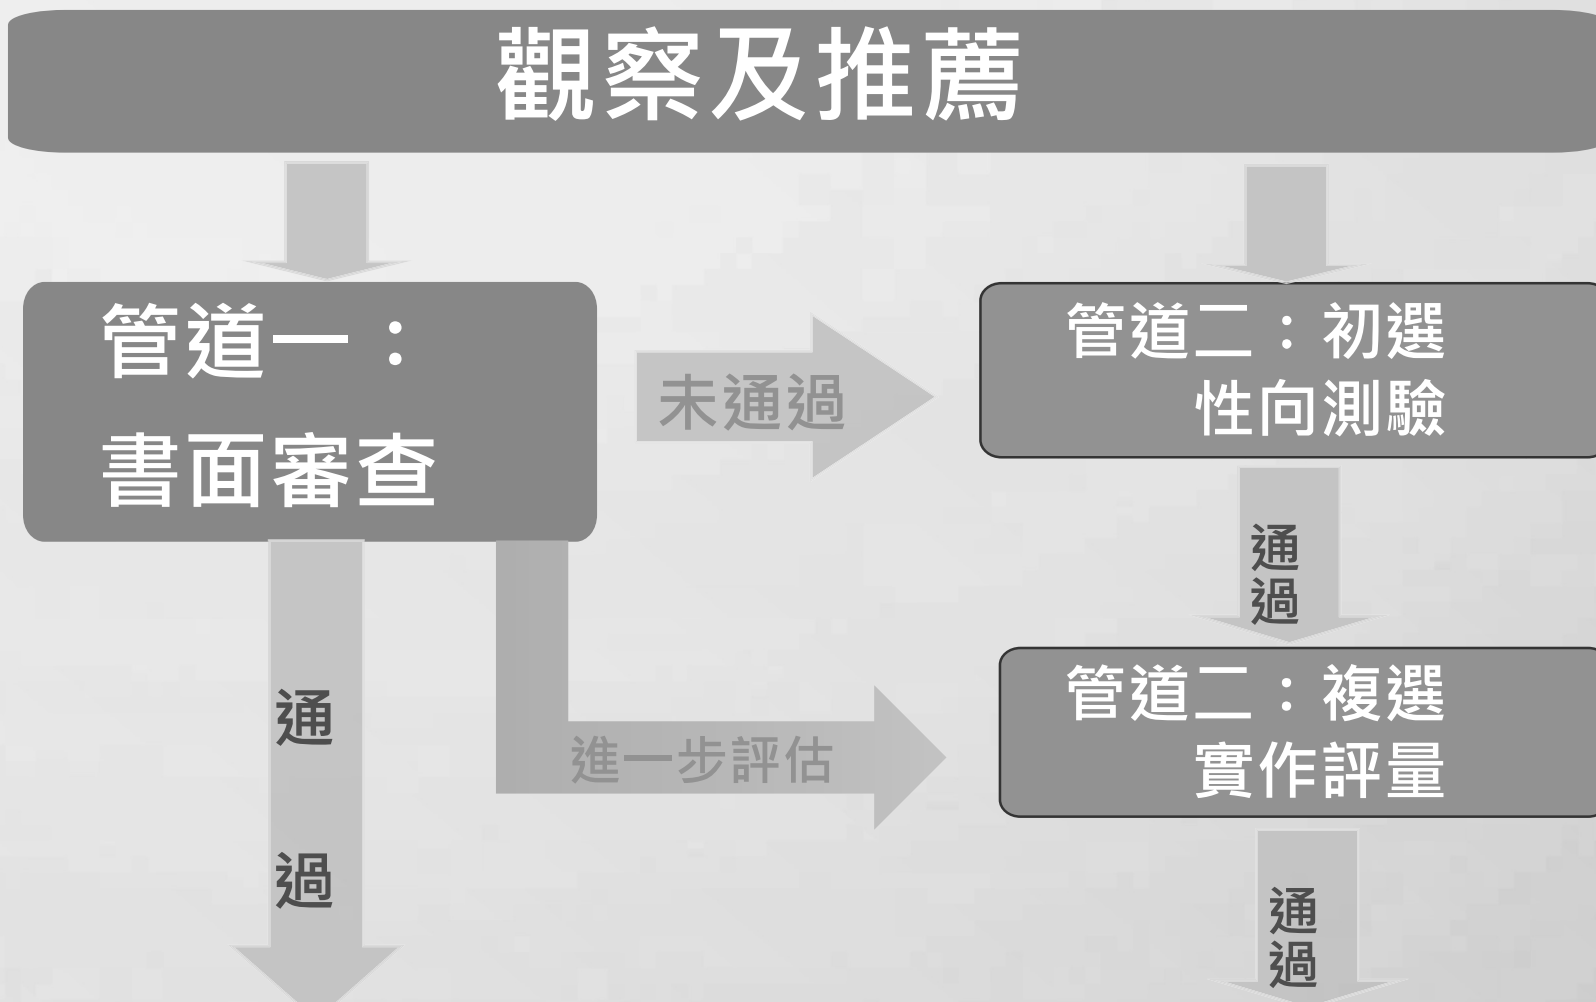 觀察及推薦
管道一：
書面審查
未通過
管道二：初選
性向測驗
通過
進一步評估
管道二：複選
實作評量
通過
通過